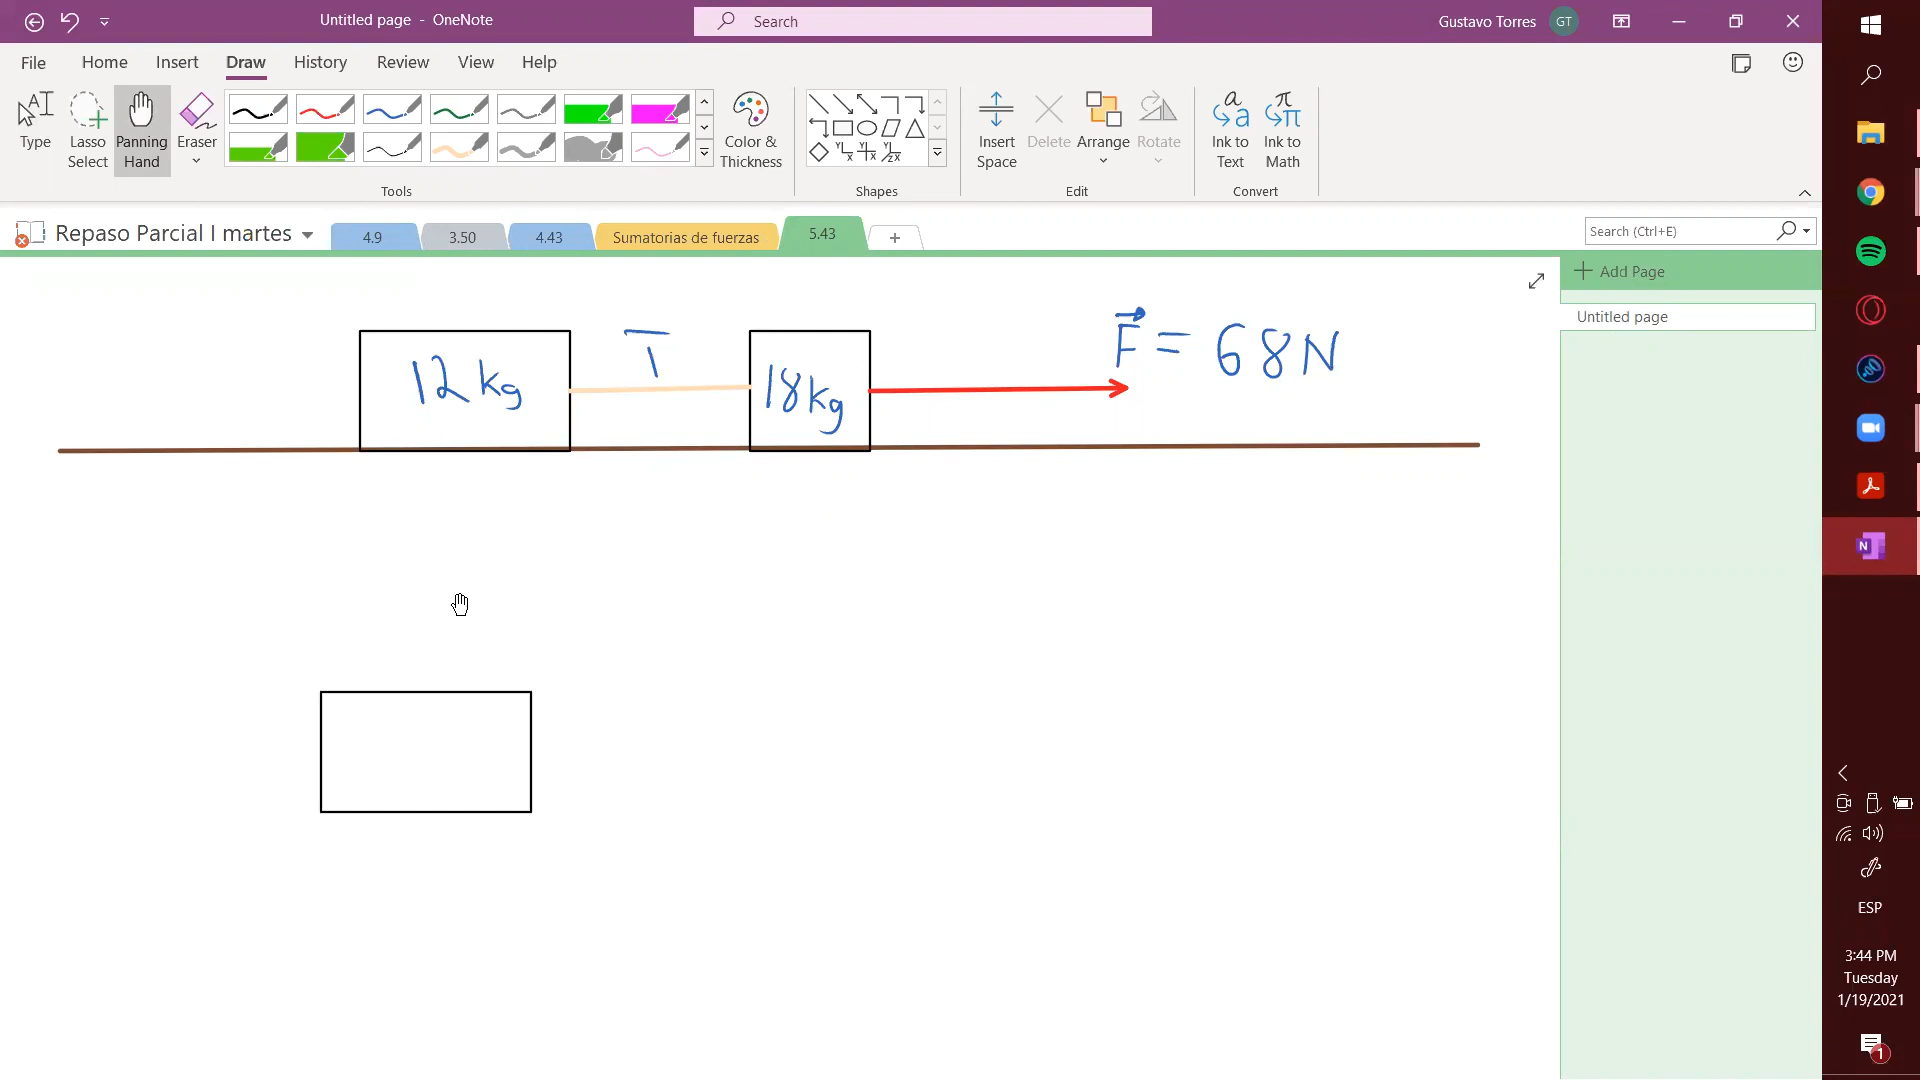 Untitled page - OneNote
Search
Gustavo Torres
GT
File Home Insert Draw History Review View Help
Type
Lasso Select
Panning Hand
Eraser
Color & Thickness
Insert Space
Delete
Arrange
Rotate
Ink to Text
Ink to Math
Tools
Shapes
Edit
Convert
Repaso Parcial I martes
4.9
3.50
4.43
Sumatorias de fuerzas
5.43
Search (Ctrl+E)
Add Page
Untitled page
12 kg
T
18 kg
F⃗ = 68 N
ESP
3:44 PM
Tuesday
1/19/2021
1